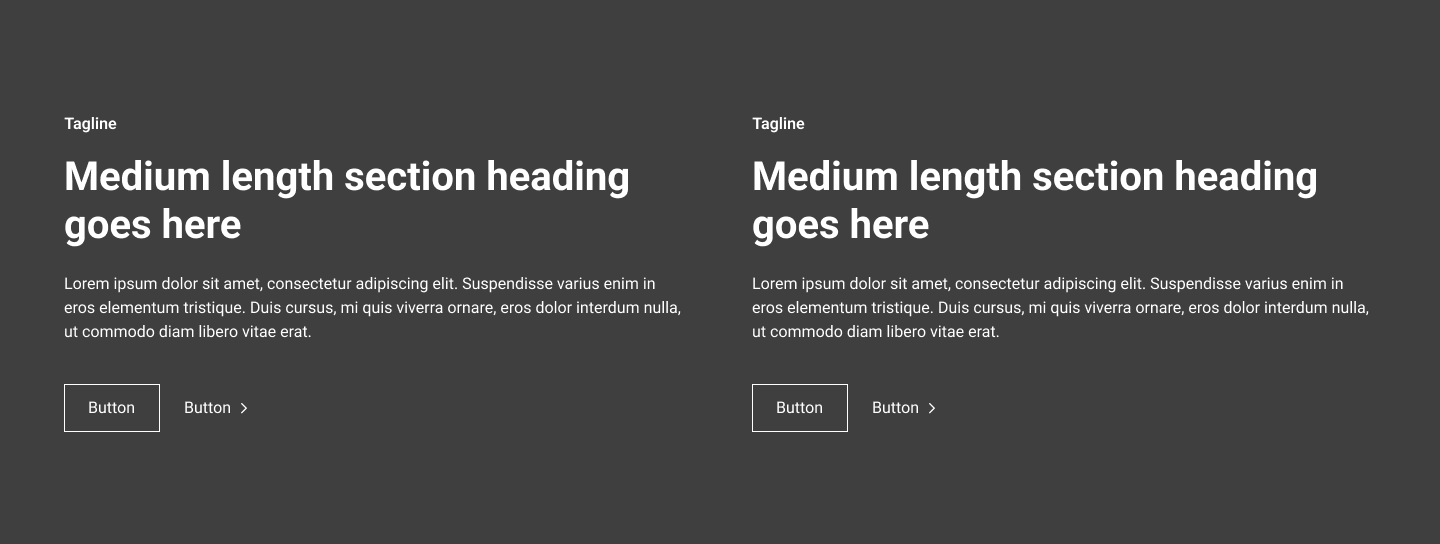 Tagline
Medium length section heading
goes here
Lorem ipsum dolor sit amet, consectetur adipiscing elit. Suspendisse varius enim in
eros elementum tristique. Duis cursus, mi quis viverra ornare, eros dolor interdum nulla,
ut commodo diam libero vitae erat.
Button
Button
Tagline
Medium length section heading
goes here
Lorem ipsum dolor sit amet, consectetur adipiscing elit. Suspendisse varius enim in
eros elementum tristique. Duis cursus, mi quis viverra ornare, eros dolor interdum nulla,
ut commodo diam libero vitae erat.
Button
Button